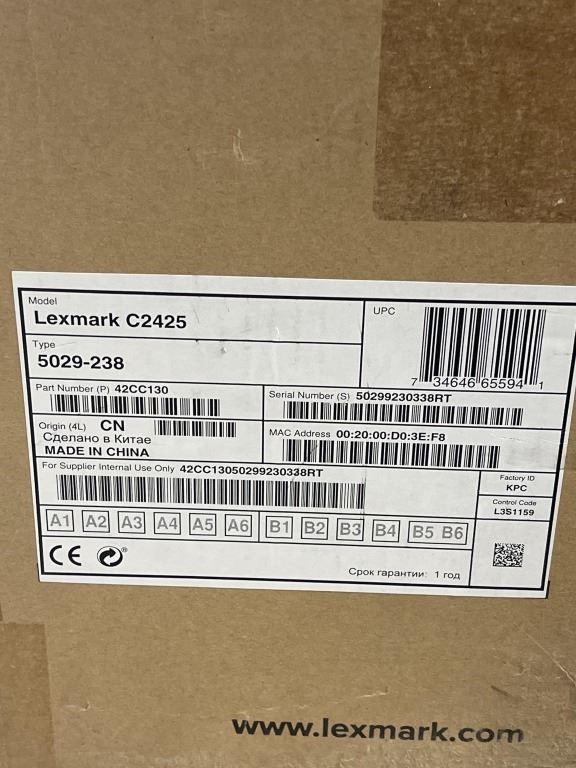 Model
Lexmark C2425
UPC
7 34646 65594 1
Type
5029-238
Part Number (P) 42CC130
Serial Number (S) 50299230338RT
Origin (4L) CN
Сделано в Китае
MADE IN CHINA
MAC Address 00:20:00:D0:3E:F8
For Supplier Internal Use Only 42CC13050299230338RT
Factory ID
KPC
Control Code
L3S1159
A1 A2 A3 A4 A5 A6 B1 B2 B3 B4 B5 B6
CE
Срок гарантии: 1 год
www.lexmark.com